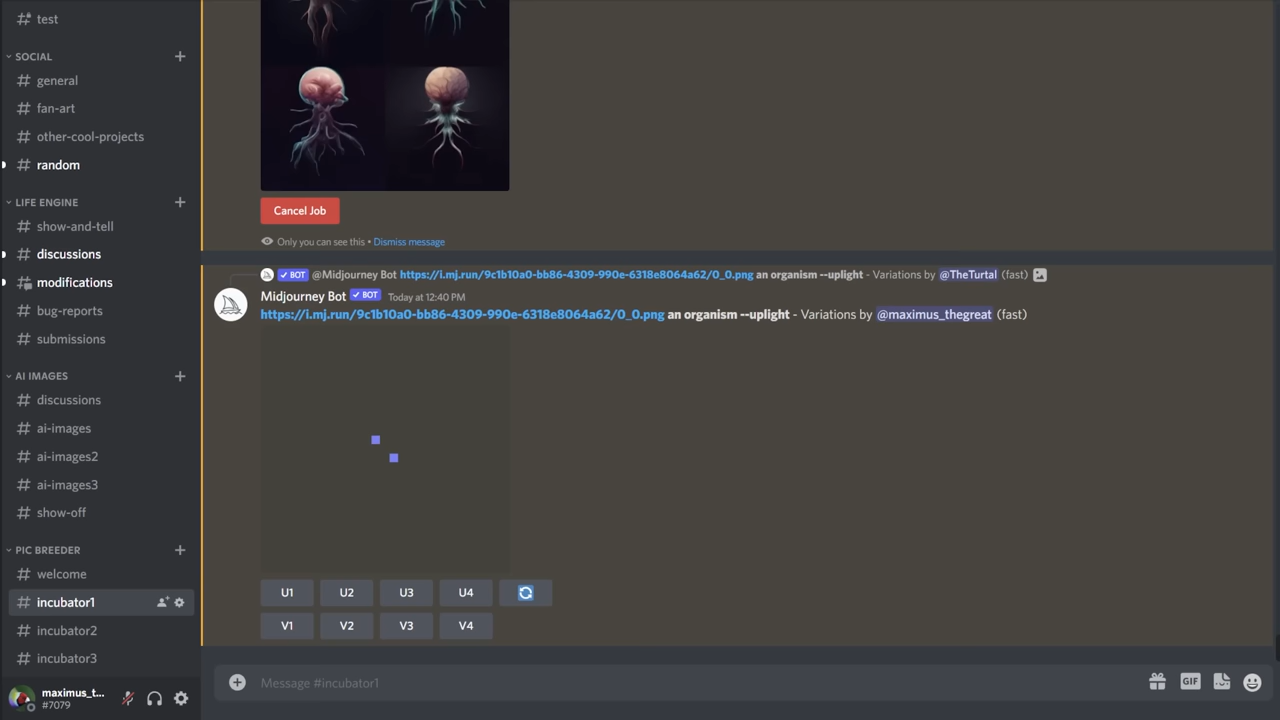 test
SOCIAL
general
fan-art
other-cool-projects
random
LIFE ENGINE
show-and-tell
discussions
modifications
bug-reports
submissions
AI IMAGES
discussions
ai-images
ai-images2
ai-images3
show-off
PIC BREEDER
welcome
incubator1
incubator2
incubator3
maximus_t...
#7079
Cancel Job
Only you can see this • Dismiss message
BOT @Midjourney Bot https://i.mj.run/9c1b10a0-bb86-4309-990e-6318e8064a62/0_0.png an organism --uplight - Variations by @TheTurtal (fast)
Midjourney Bot BOT Today at 12:40 PM
https://i.mj.run/9c1b10a0-bb86-4309-990e-6318e8064a62/0_0.png an organism --uplight - Variations by @maximus_thegreat (fast)
U1 U2 U3 U4
V1 V2 V3 V4
Message #incubator1
GIF